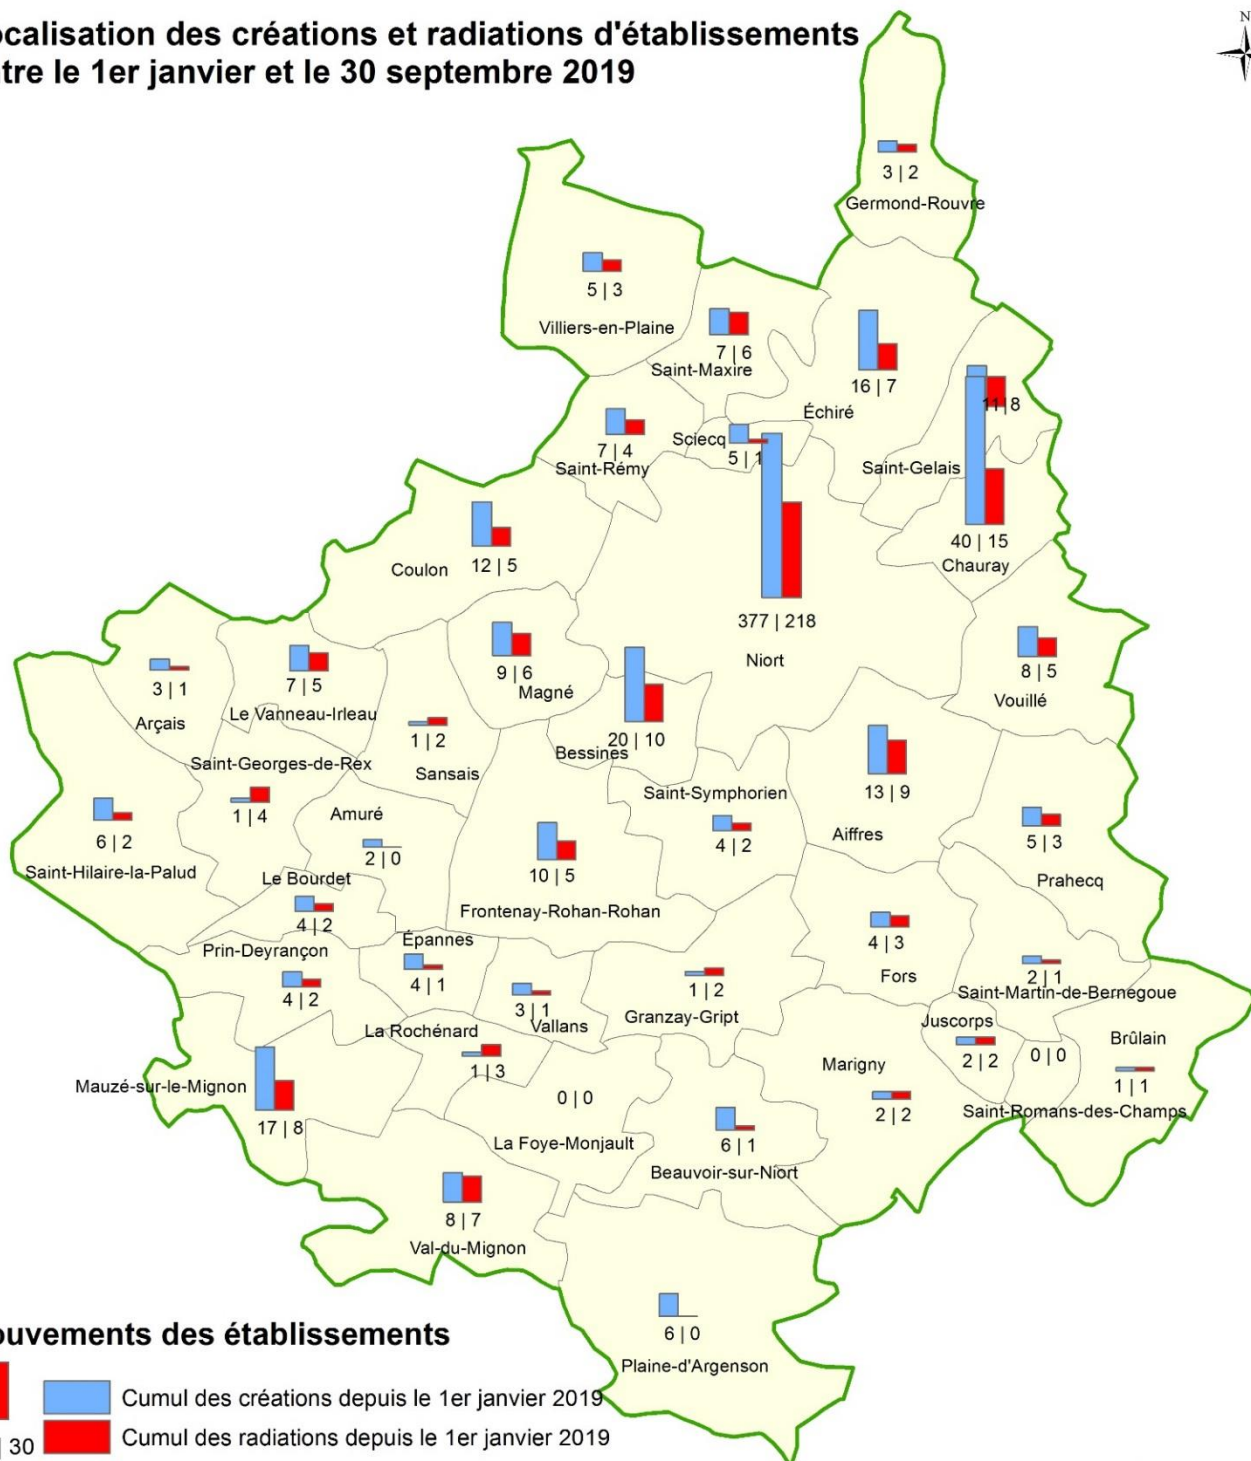 ocalisation des créations et radiations d'établissements
ntre le 1er janvier et le 30 septembre 2019
N
3 | 2
Germond-Rouvre
5 | 3
Villiers-en-Plaine
7 | 6
Saint-Maxire
16 | 7
Échiré
11 | 8
Saint-Gelais
7 | 4
Saint-Rémy
Sciecq
5 | 1
40 | 15
Chauray
12 | 5
Coulon
377 | 218
Niort
9 | 6
Magné
8 | 5
Vouillé
3 | 1
Arçais
7 | 5
Le Vanneau-Irleau
1 | 2
Sansais
20 | 10
Bessines
Saint-Georges-de-Rex
1 | 4
Saint-Symphorien
4 | 2
13 | 9
Aiffres
6 | 2
Saint-Hilaire-la-Palud
Amuré
2 | 0
10 | 5
Frontenay-Rohan-Rohan
5 | 3
Prahecq
Le Bourdet
4 | 2
Prin-Deyrançon
4 | 2
Épannes
4 | 1
3 | 1
Vallans
1 | 2
Granzay-Gript
4 | 3
Fors
2 | 1
Saint-Martin-de-Bernegoue
La Rochénard
1 | 3
Juscorps
2 | 2
0 | 0
Saint-Romans-des-Champs
Brûlain
1 | 1
Marigny
2 | 2
Mauzé-sur-le-Mignon
17 | 8
0 | 0
La Foye-Monjault
6 | 1
Beauvoir-sur-Niort
8 | 7
Val-du-Mignon
6 | 0
Plaine-d'Argenson
ouvements des établissements
Cumul des créations depuis le 1er janvier 2019
Cumul des radiations depuis le 1er janvier 2019
| 30